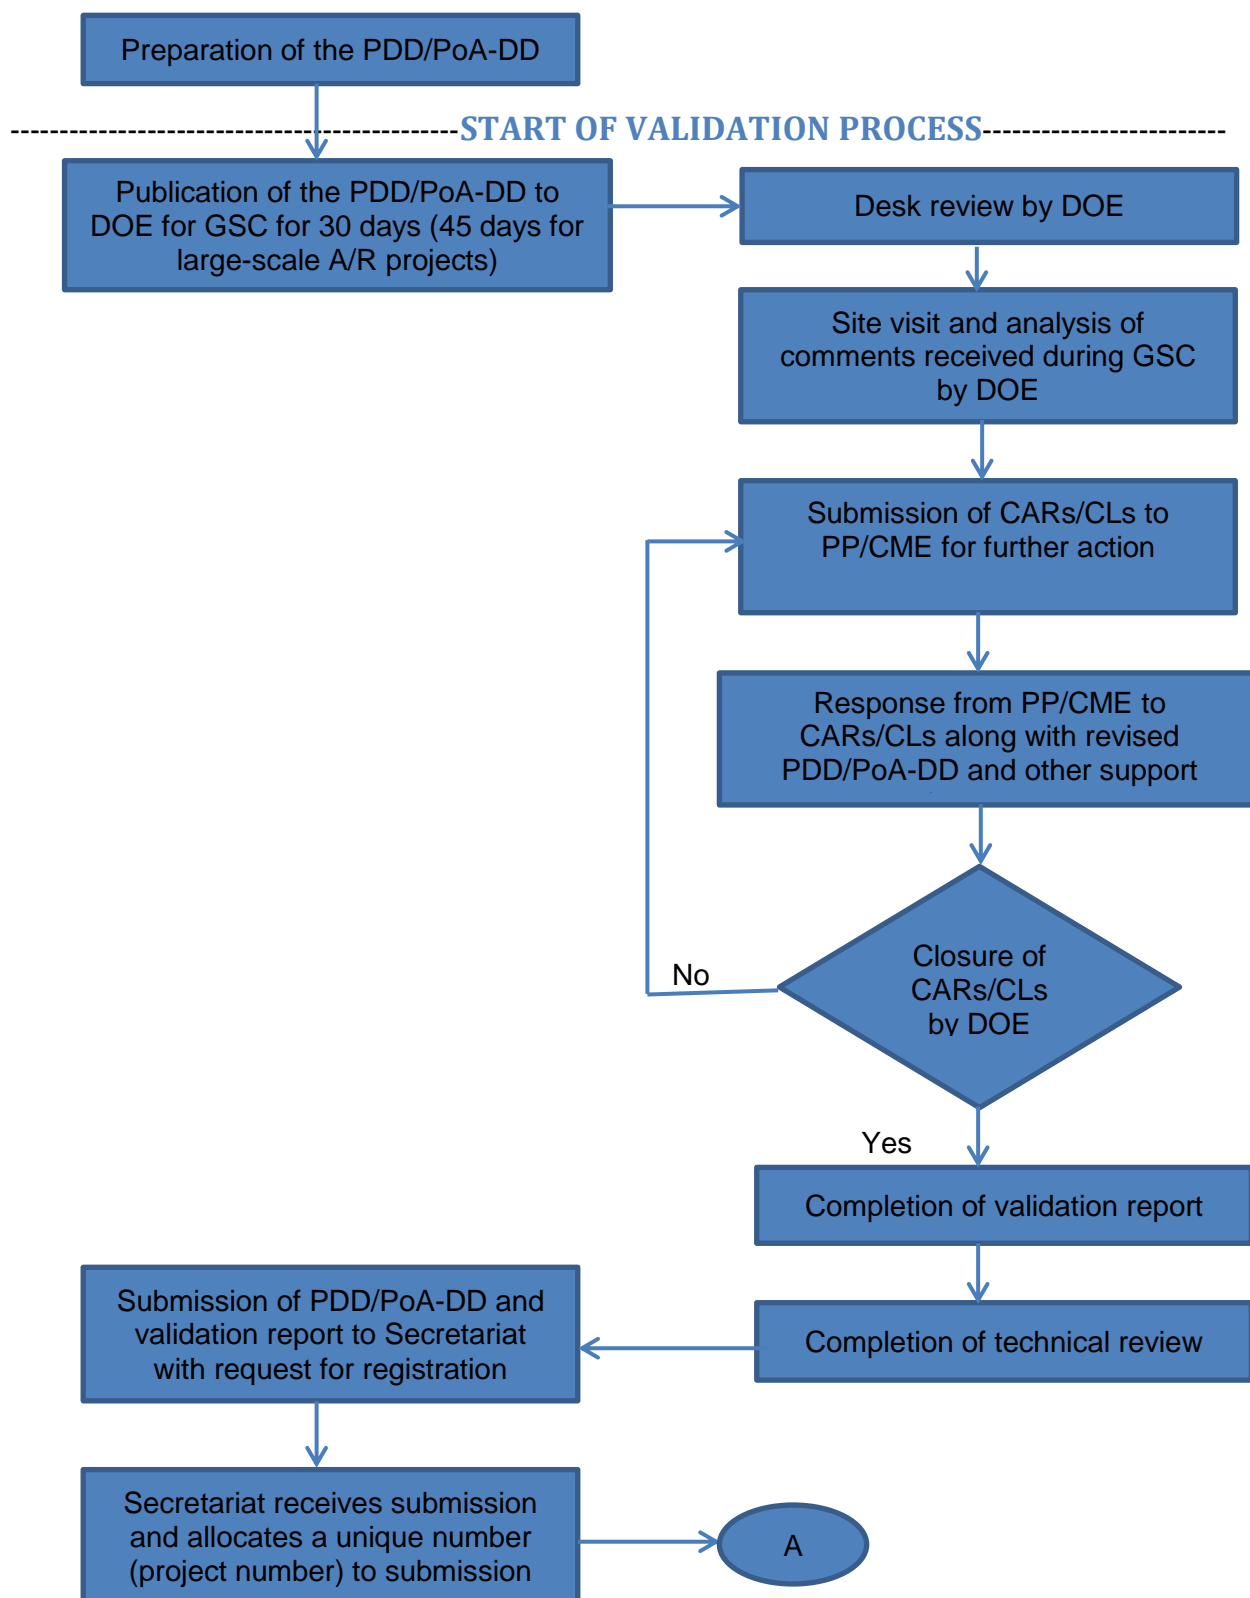 Preparation of the PDD/PoA-DD
START OF VALIDATION PROCESS
Publication of the PDD/PoA-DD to
DOE for GSC for 30 days (45 days for
large-scale A/R projects)
Desk review by DOE
Site visit and analysis of
comments received during GSC
by DOE
Submission of CARs/CLs to
PP/CME for further action
Response from PP/CME to
CARs/CLs along with revised
PDD/PoA-DD and other support
Closure of
CARs/CLs
by DOE
No
Yes
Completion of validation report
Completion of technical review
Submission of PDD/PoA-DD and
validation report to Secretariat
with request for registration
Secretariat receives submission
and allocates a unique number
(project number) to submission
A